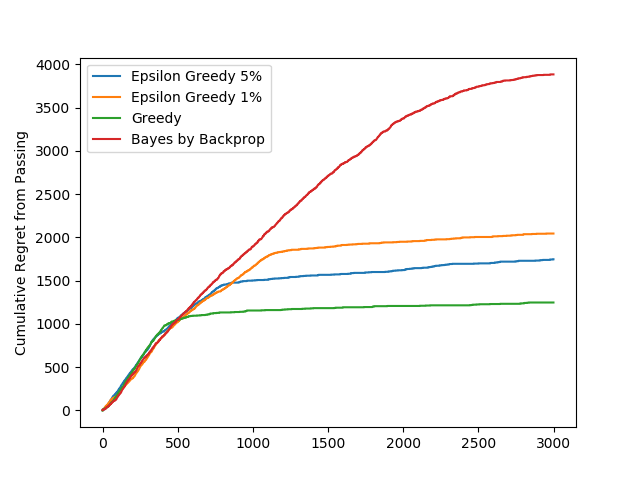 Epsilon Greedy 5%
Epsilon Greedy 1%
Greedy
Bayes by Backprop
Cumulative Regret from Passing
4000
3500
3000
2500
2000
1500
1000
500
0
0 500 1000 1500 2000 2500 3000